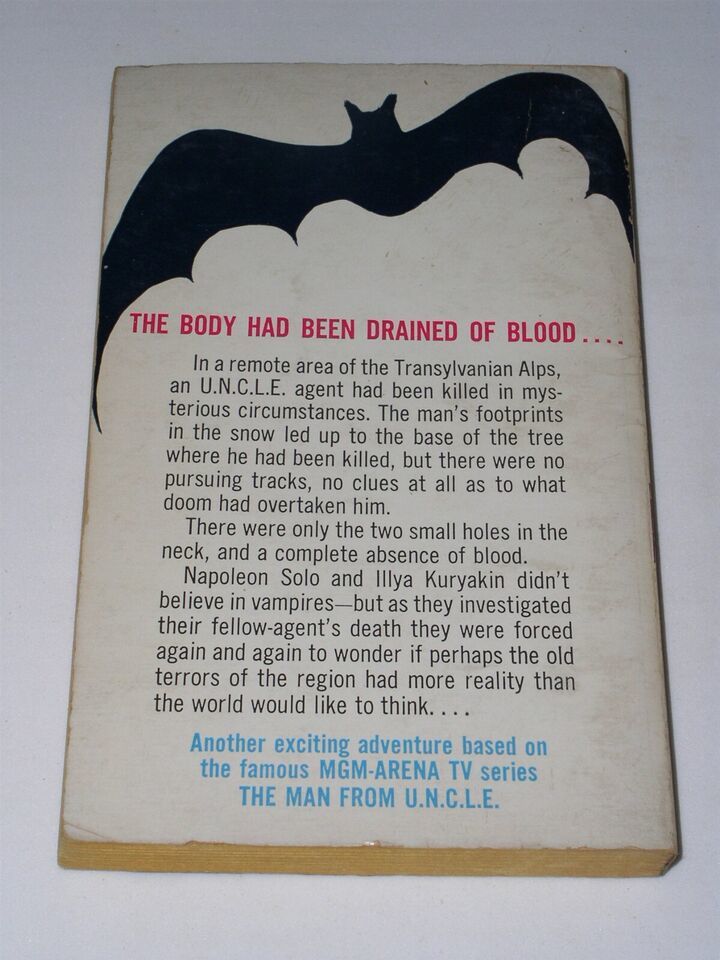 THE BODY HAD BEEN DRAINED OF BLOOD....
In a remote area of the Transylvanian Alps,
an U.N.C.L.E. agent had been killed in mys-
terious circumstances. The man's footprints
in the snow led up to the base of the tree
where he had been killed, but there were no
pursuing tracks, no clues at all as to what
doom had overtaken him.
There were only the two small holes in the
neck, and a complete absence of blood.
Napoleon Solo and Illya Kuryakin didn't
believe in vampires—but as they investigated
their fellow-agent's death they were forced
again and again to wonder if perhaps the old
terrors of the region had more reality than
the world would like to think....
Another exciting adventure based on
the famous MGM-ARENA TV series
THE MAN FROM U.N.C.L.E.